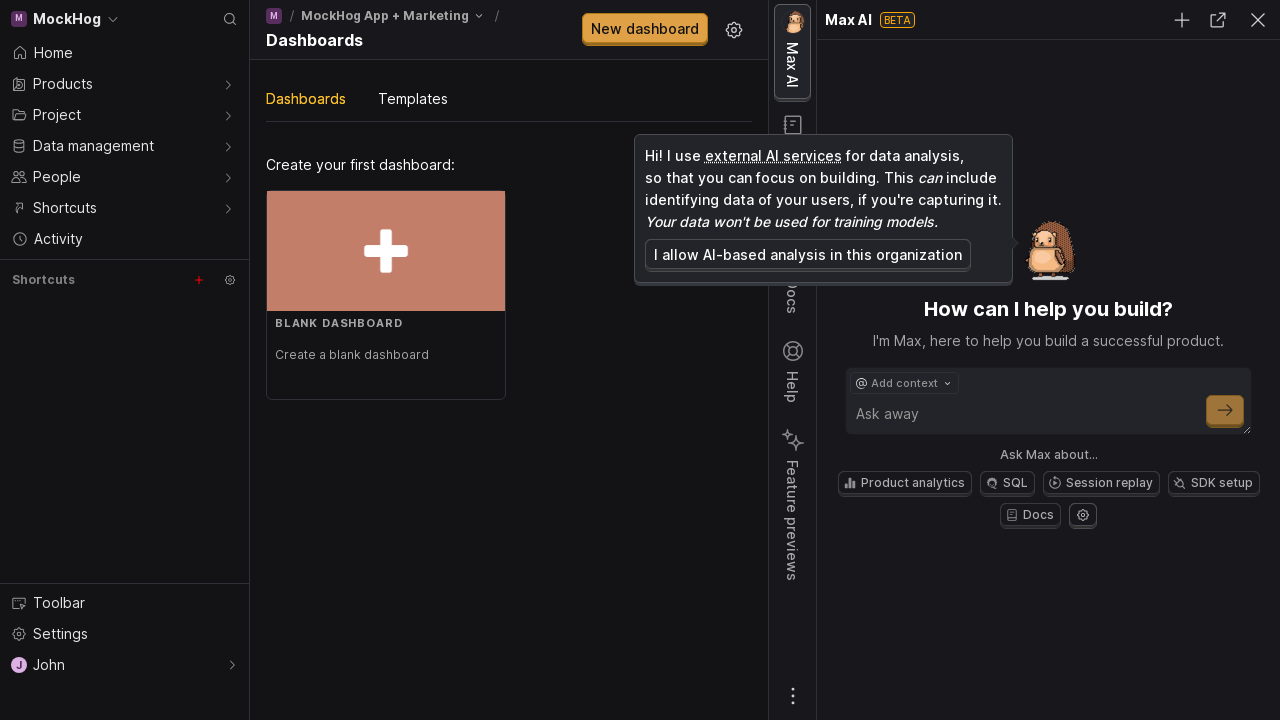 M MockHog
Home
Products
Project
Data management
People
Shortcuts
Activity
Shortcuts
Toolbar
Settings
J John
M / MockHog App + Marketing /
Dashboards
New dashboard
Dashboards Templates
Create your first dashboard:
BLANK DASHBOARD
Create a blank dashboard
Max AI
Docs
Help
Feature previews
Hi! I use external AI services for data analysis,
so that you can focus on building. This can include
identifying data of your users, if you're capturing it.
Your data won't be used for training models.
I allow AI-based analysis in this organization
Max AI BETA
How can I help you build?
I'm Max, here to help you build a successful product.
@ Add context
Ask away
Ask Max about...
Product analytics SQL Session replay SDK setup
Docs